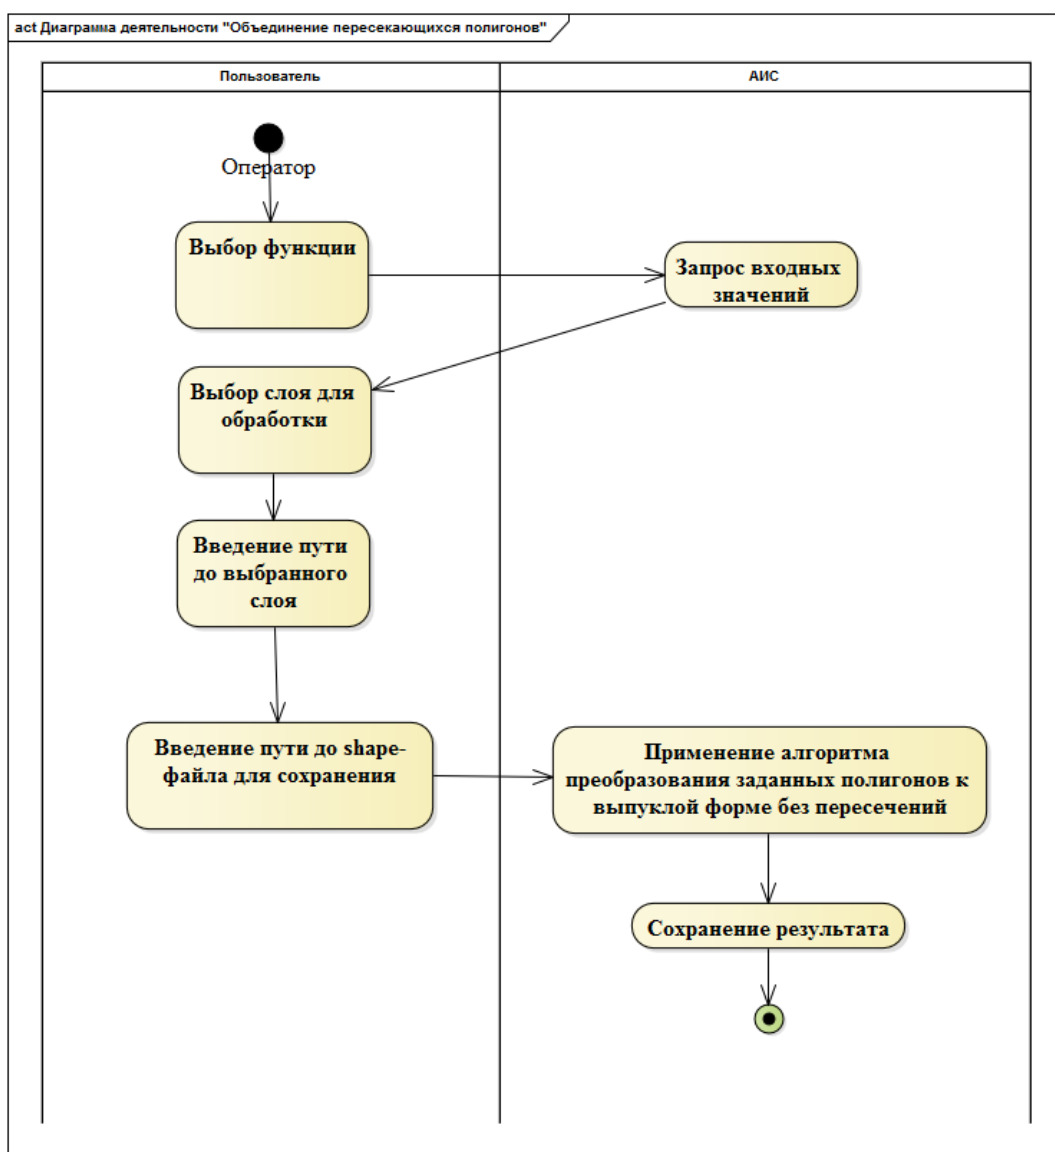 act Диаграмма деятельности "Объединение пересекающихся полигонов"
Пользователь
АИС
Оператор
Выбор функции
Запрос входных
значений
Выбор слоя для
обработки
Введение пути
до выбранного
слоя
Введение пути до shape-
файла для сохранения
Применение алгоритма
преобразования заданных полигонов к
выпуклой форме без пересечений
Сохранение результата